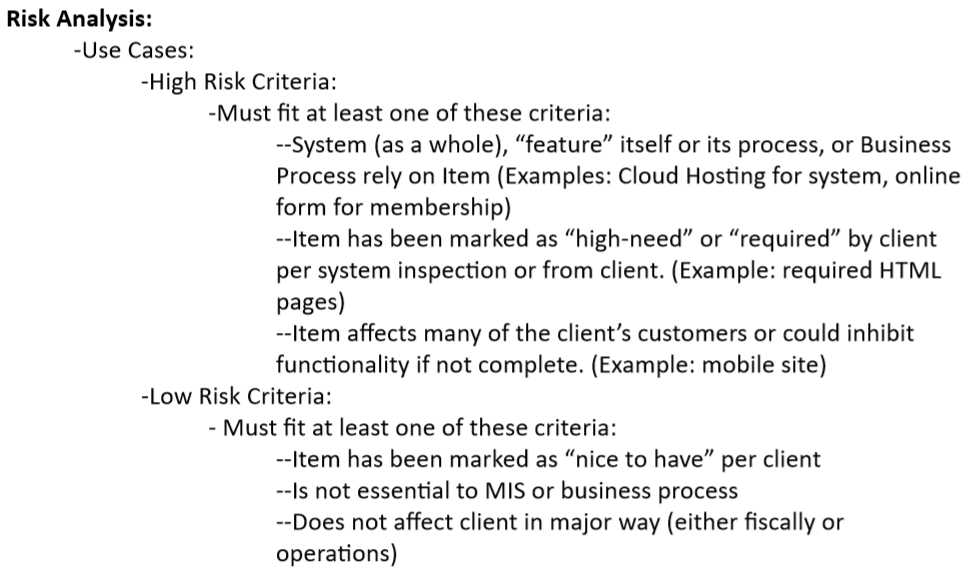 Risk Analysis:
-Use Cases:
-High Risk Criteria:
-Must fit at least one of these criteria:
--System (as a whole), “feature” itself or its process, or Business
Process rely on Item (Examples: Cloud Hosting for system, online
form for membership)
--Item has been marked as “high-need” or “required” by client
per system inspection or from client. (Example: required HTML
pages)
--Item affects many of the client’s customers or could inhibit
functionality if not complete. (Example: mobile site)
-Low Risk Criteria:
- Must fit at least one of these criteria:
--Item has been marked as “nice to have” per client
--Is not essential to MIS or business process
--Does not affect client in major way (either fiscally or
operations)